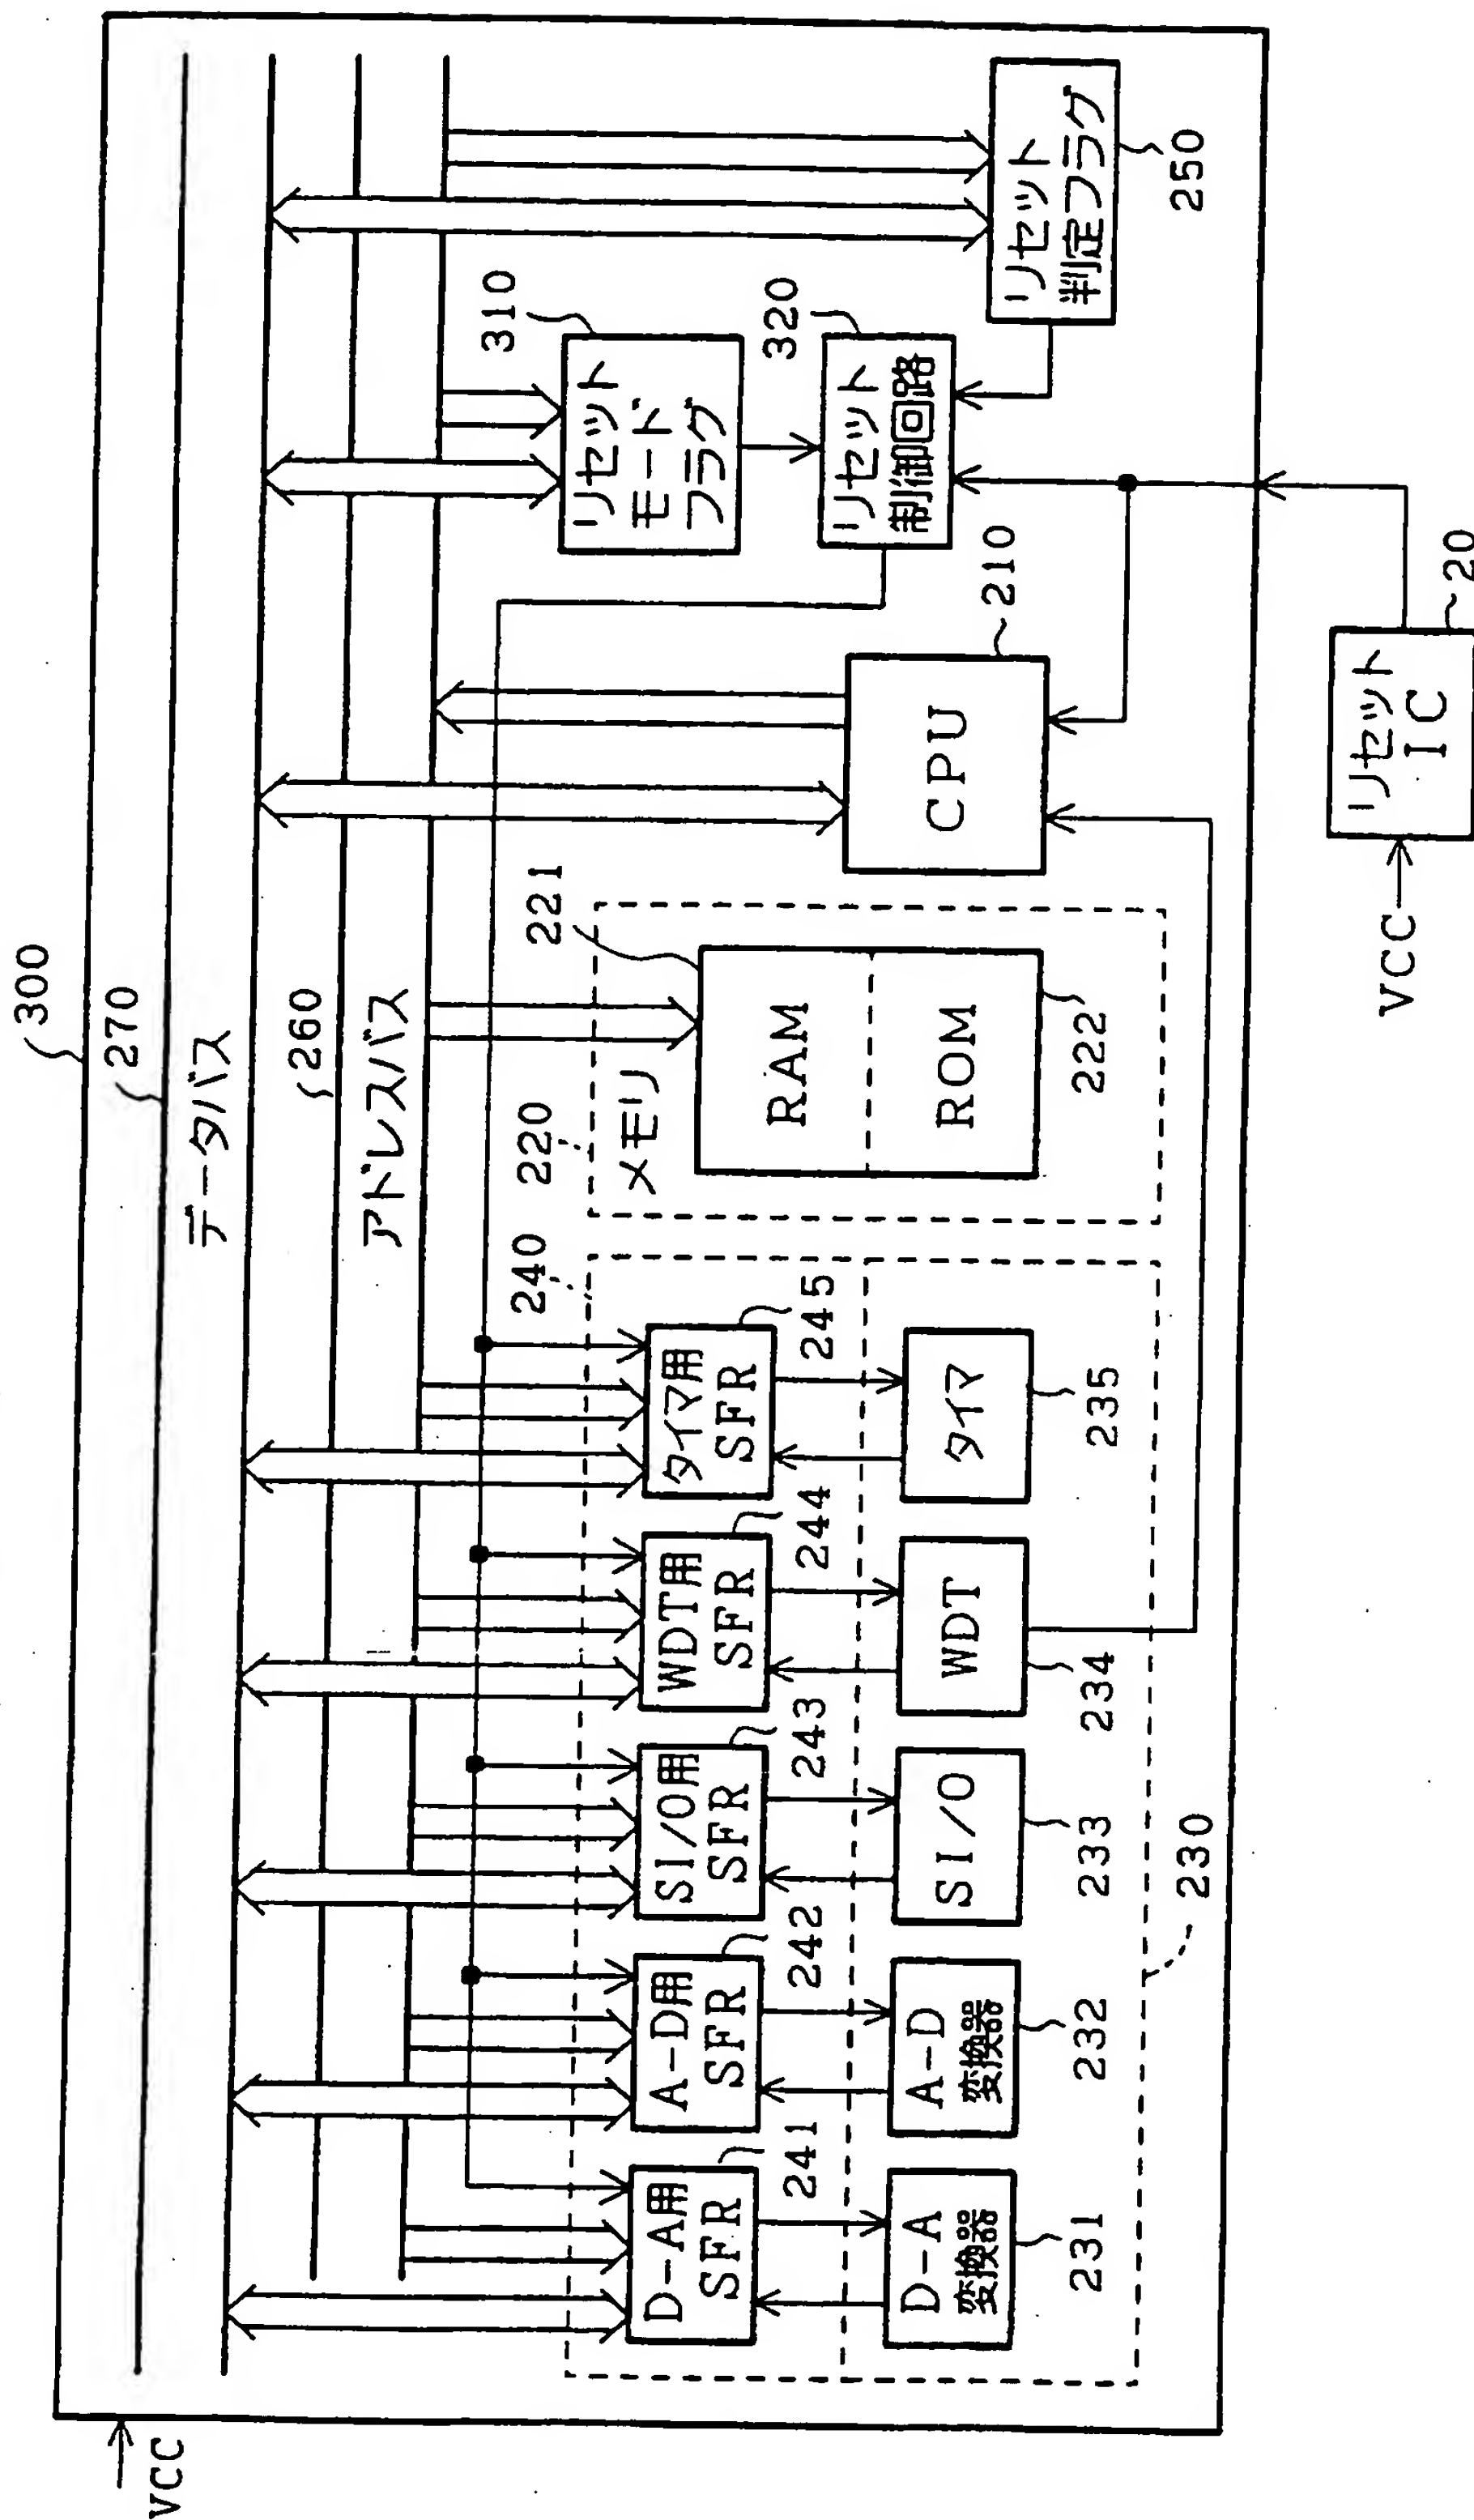 300
270
データバス
260
アドレスバス
310
リセット
モード
フラグ
320
リセット
制御回路
リセット
判定フラグ
250
240
220
メモリ
221
RAM
ROM
222
CPU
210
D-A用
SFR
241
A-D用
SFR
242
SI/O用
SFR
243
WDT用
SFR
244
タイマ用
SFR
245
D-A
変換器
231
A-D
変換器
232
SI/O
233
WDT
234
タイマ
235
230
VCC
VCC
リセット
IC
20